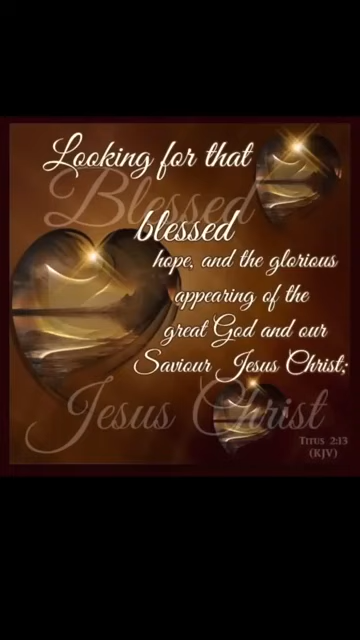 Looking for that
Blessed
blessed
hope, and the glorious
appearing of the
great God and our
Saviour Jesus Christ;
Jesus Christ
Titus 2:13
(KJV)